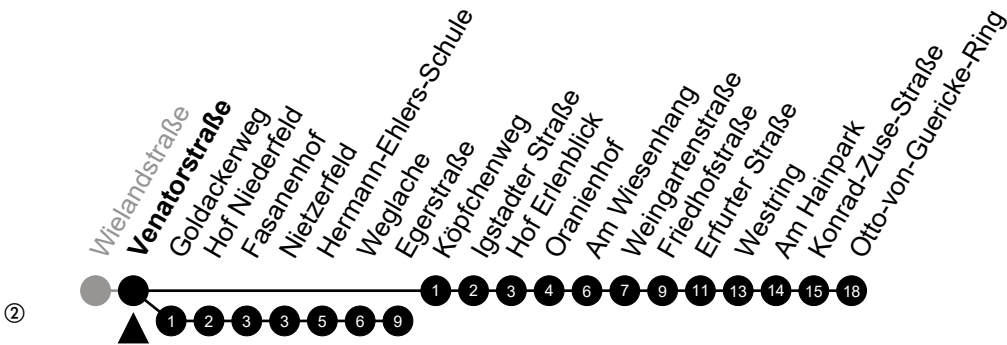 Wielandstraße
Venatorstraße
Goldackerweg
Hof Niederfeld
Fasanenhof
Nietzerfeld
Hermann-Ehlers-Schule
Weglache
Egerstraße
Köpfchenweg
Igstadter Straße
Hof Erlenblick
Oranienhof
Am Wiesenhang
Weingartenstraße
Friedhofstraße
Erfurter Straße
Westring
Am Hainpark
Konrad-Zuse-Straße
Otto-von-Guericke-Ring
1 2 3 4 6 7 9 11 13 14 15 18
② 1 2 3 3 5 6 9